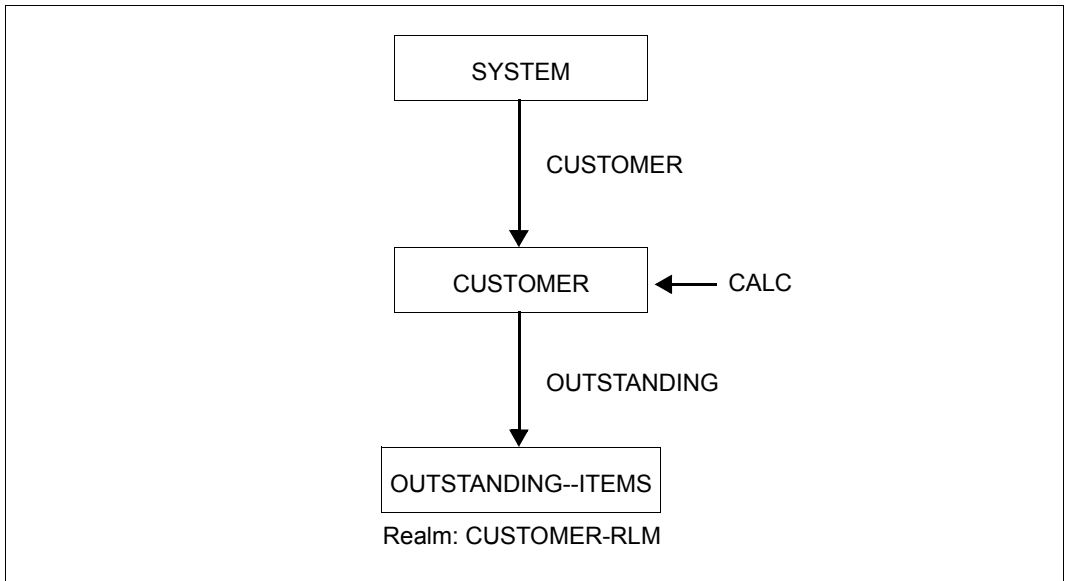 SYSTEM
CUSTOMER
CUSTOMER
CALC
OUTSTANDING
OUTSTANDING--ITEMS
Realm: CUSTOMER-RLM